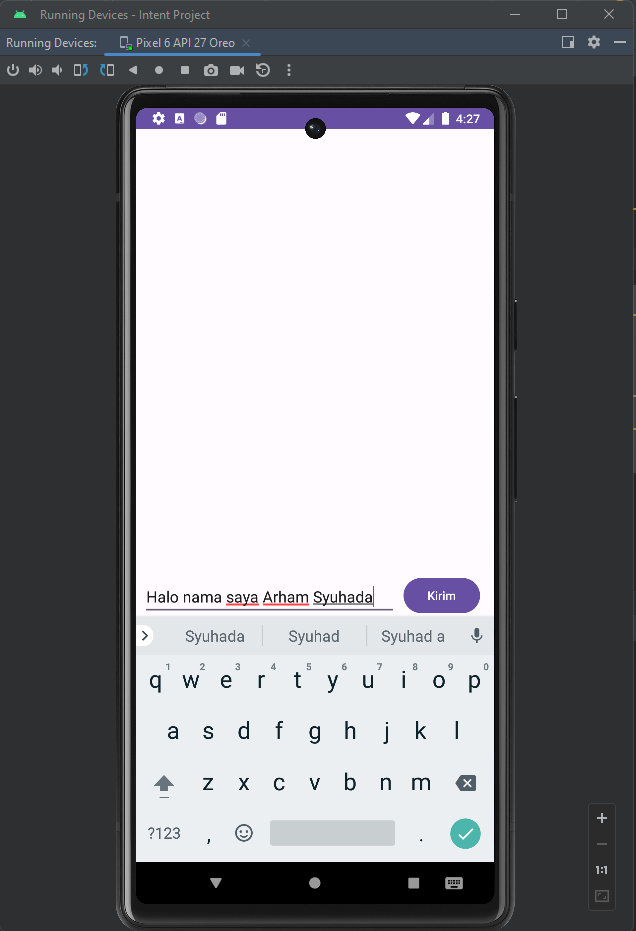 Running Devices - Intent Project
Running Devices: Pixel 6 API 27 Oreo
A 4:27
Halo nama saya Arham Syuhada Kirim
Syuhada Syuhad Syuhad a
1 2 3 4 5 6 7 8 9 0
q w e r t y u i o p
a s d f g h j k l
z x c v b n m
?123 , .
1:1